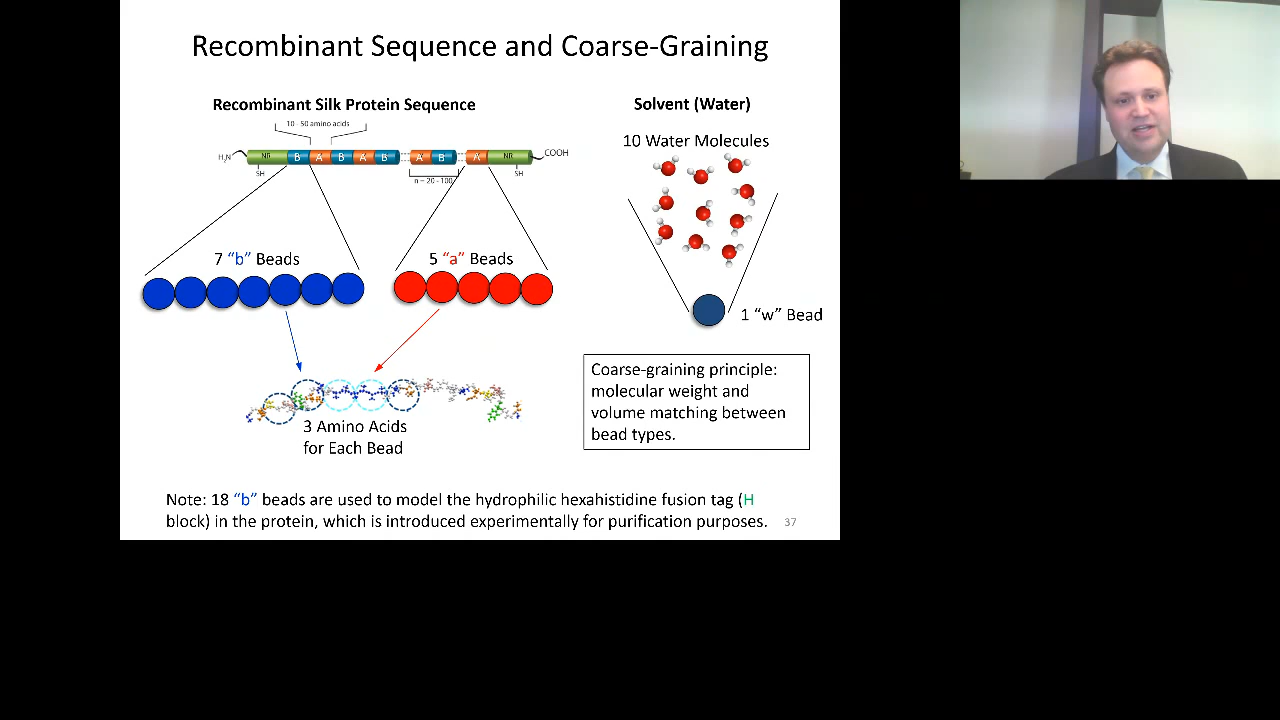 Recombinant Sequence and Coarse-Graining
Recombinant Silk Protein Sequence
10 - 50 amino acids
H₂N NR B A B A B A B A NR COOH
SH SH
n = 20 - 100
7 "b" Beads
5 "a" Beads
3 Amino Acids
for Each Bead
Solvent (Water)
10 Water Molecules
1 "w" Bead
Coarse-graining principle:
molecular weight and
volume matching between
bead types.
Note: 18 "b" beads are used to model the hydrophilic hexahistidine fusion tag (H
block) in the protein, which is introduced experimentally for purification purposes.
37